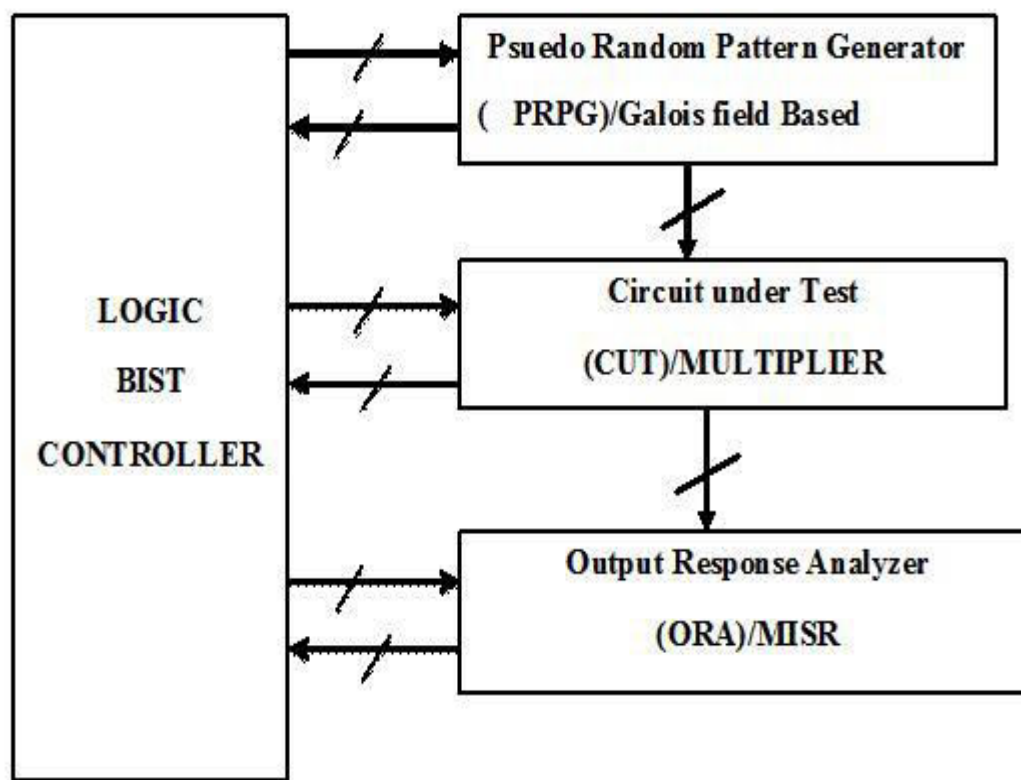 Psuedo Random Pattern Generator
( PRPG)/Galois field Based
LOGIC
BIST
CONTROLLER
Circuit under Test
(CUT)/MULTIPLIER
Output Response Analyzer
(ORA)/MISR